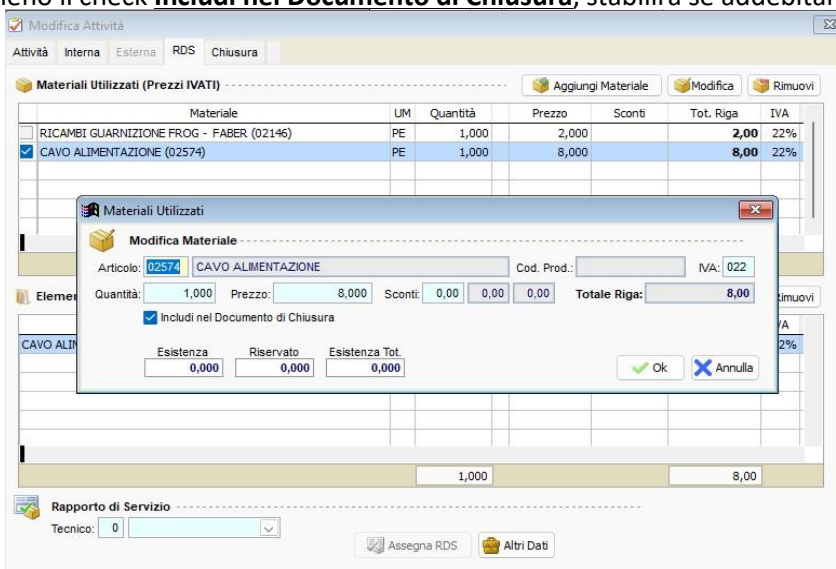 il check Includi nel Documento di Chiusura, stabilirà se addebitar
Modifica Attività
Attività Interna Esterna RDS Chiusura
Materiali Utilizzati (Prezzi IVATI) Aggiungi Materiale Modifica Rimuovi
Materiale UM Quantità Prezzo Sconti Tot. Riga IVA
RICAMBI GUARNIZIONE FROG - FABER (02146) PE 1,000 2,000 2,00 22%
CAVO ALIMENTAZIONE (02574) PE 1,000 8,000 8,00 22%
Materiali Utilizzati
Modifica Materiale
Articolo: 02574 CAVO ALIMENTAZIONE Cod. Prod.: IVA: 022
Elemen Quantità: 1,000 Prezzo: 8,000 Sconti: 0,00 0,00 0,00 Totale Riga: 8,00 Rimuovi
Includi nel Documento di Chiusura
CAVO ALIM 2%
Esistenza Riservato Esistenza Tot.
0,000 0,000 0,000 Ok Annulla
1,000 8,00
Rapporto di Servizio
Tecnico: 0
Assegna RDS Altri Dati